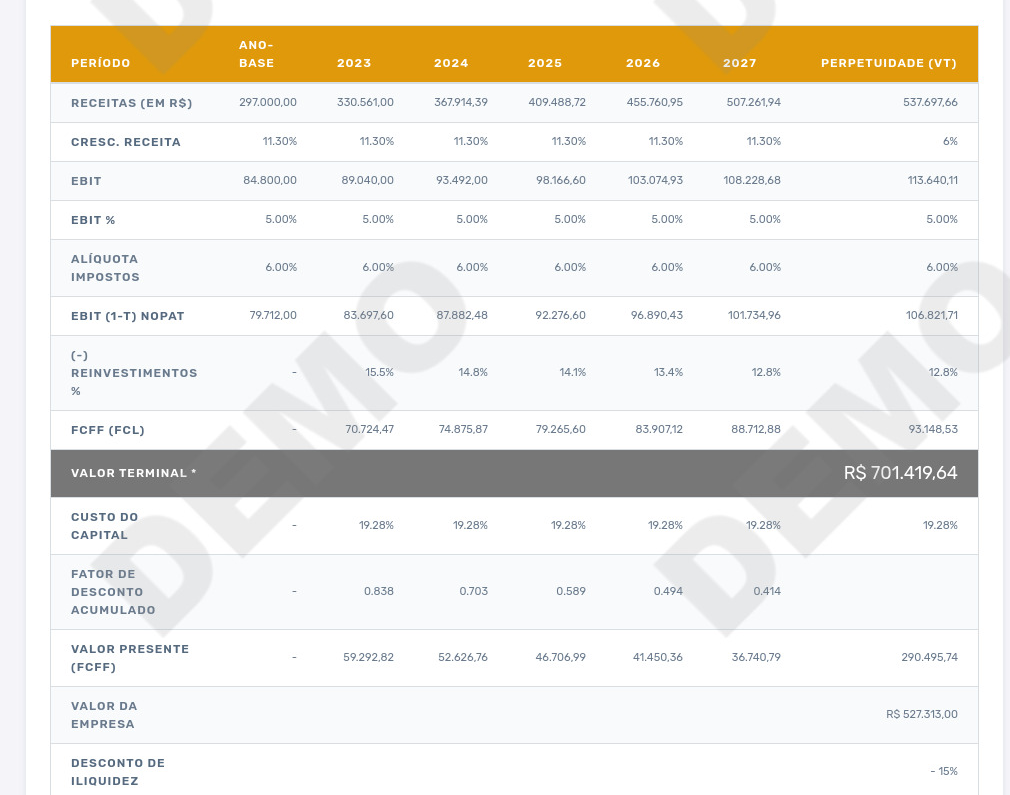 PERÍODO ANO-BASE 2023 2024 2025 2026 2027 PERPETUIDADE (VT)
RECEITAS (EM R$) 297.000,00 330.561,00 367.914,39 409.488,72 455.760,95 507.261,94 537.697,66
CRESC. RECEITA 11.30% 11.30% 11.30% 11.30% 11.30% 11.30% 6%
EBIT 84.800,00 89.040,00 93.492,00 98.166,60 103.074,93 108.228,68 113.640,11
EBIT % 5.00% 5.00% 5.00% 5.00% 5.00% 5.00% 5.00%
ALÍQUOTA
IMPOSTOS 6.00% 6.00% 6.00% 6.00% 6.00% 6.00% 6.00%
EBIT (1-T) NOPAT 79.712,00 83.697,60 87.882,48 92.276,60 96.890,43 101.734,96 106.821,71
(-)
REINVESTIMENTOS
% - 15.5% 14.8% 14.1% 13.4% 12.8% 12.8%
FCFF (FCL) - 70.724,47 74.875,87 79.265,60 83.907,12 88.712,88 93.148,53
VALOR TERMINAL * R$ 701.419,64
CUSTO DO
CAPITAL - 19.28% 19.28% 19.28% 19.28% 19.28% 19.28%
FATOR DE
DESCONTO
ACUMULADO - 0.838 0.703 0.589 0.494 0.414
VALOR PRESENTE
(FCFF) - 59.292,82 52.626,76 46.706,99 41.450,36 36.740,79 290.495,74
VALOR DA
EMPRESA R$ 527.313,00
DESCONTO DE
ILIQUIDEZ - 15%
DEMO
DEMO